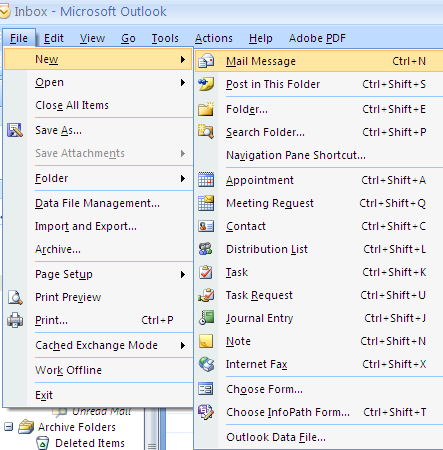 Inbox - Microsoft Outlook
File Edit View Go Tools Actions Help Adobe PDF
New
Open
Close All Items
Save As...
Save Attachments
Folder
Data File Management...
Import and Export...
Archive...
Page Setup
Print Preview
Print... Ctrl+P
Cached Exchange Mode
Work Offline
Exit
Mail Message Ctrl+N
Post in This Folder Ctrl+Shift+S
Folder... Ctrl+Shift+E
Search Folder... Ctrl+Shift+P
Navigation Pane Shortcut...
Appointment Ctrl+Shift+A
Meeting Request Ctrl+Shift+Q
Contact Ctrl+Shift+C
Distribution List Ctrl+Shift+L
Task Ctrl+Shift+K
Task Request Ctrl+Shift+U
Journal Entry Ctrl+Shift+J
Note Ctrl+Shift+N
Internet Fax Ctrl+Shift+X
Choose Form...
Choose InfoPath Form... Ctrl+Shift+T
Outlook Data File...
Unread Mail
Archive Folders
Deleted Items